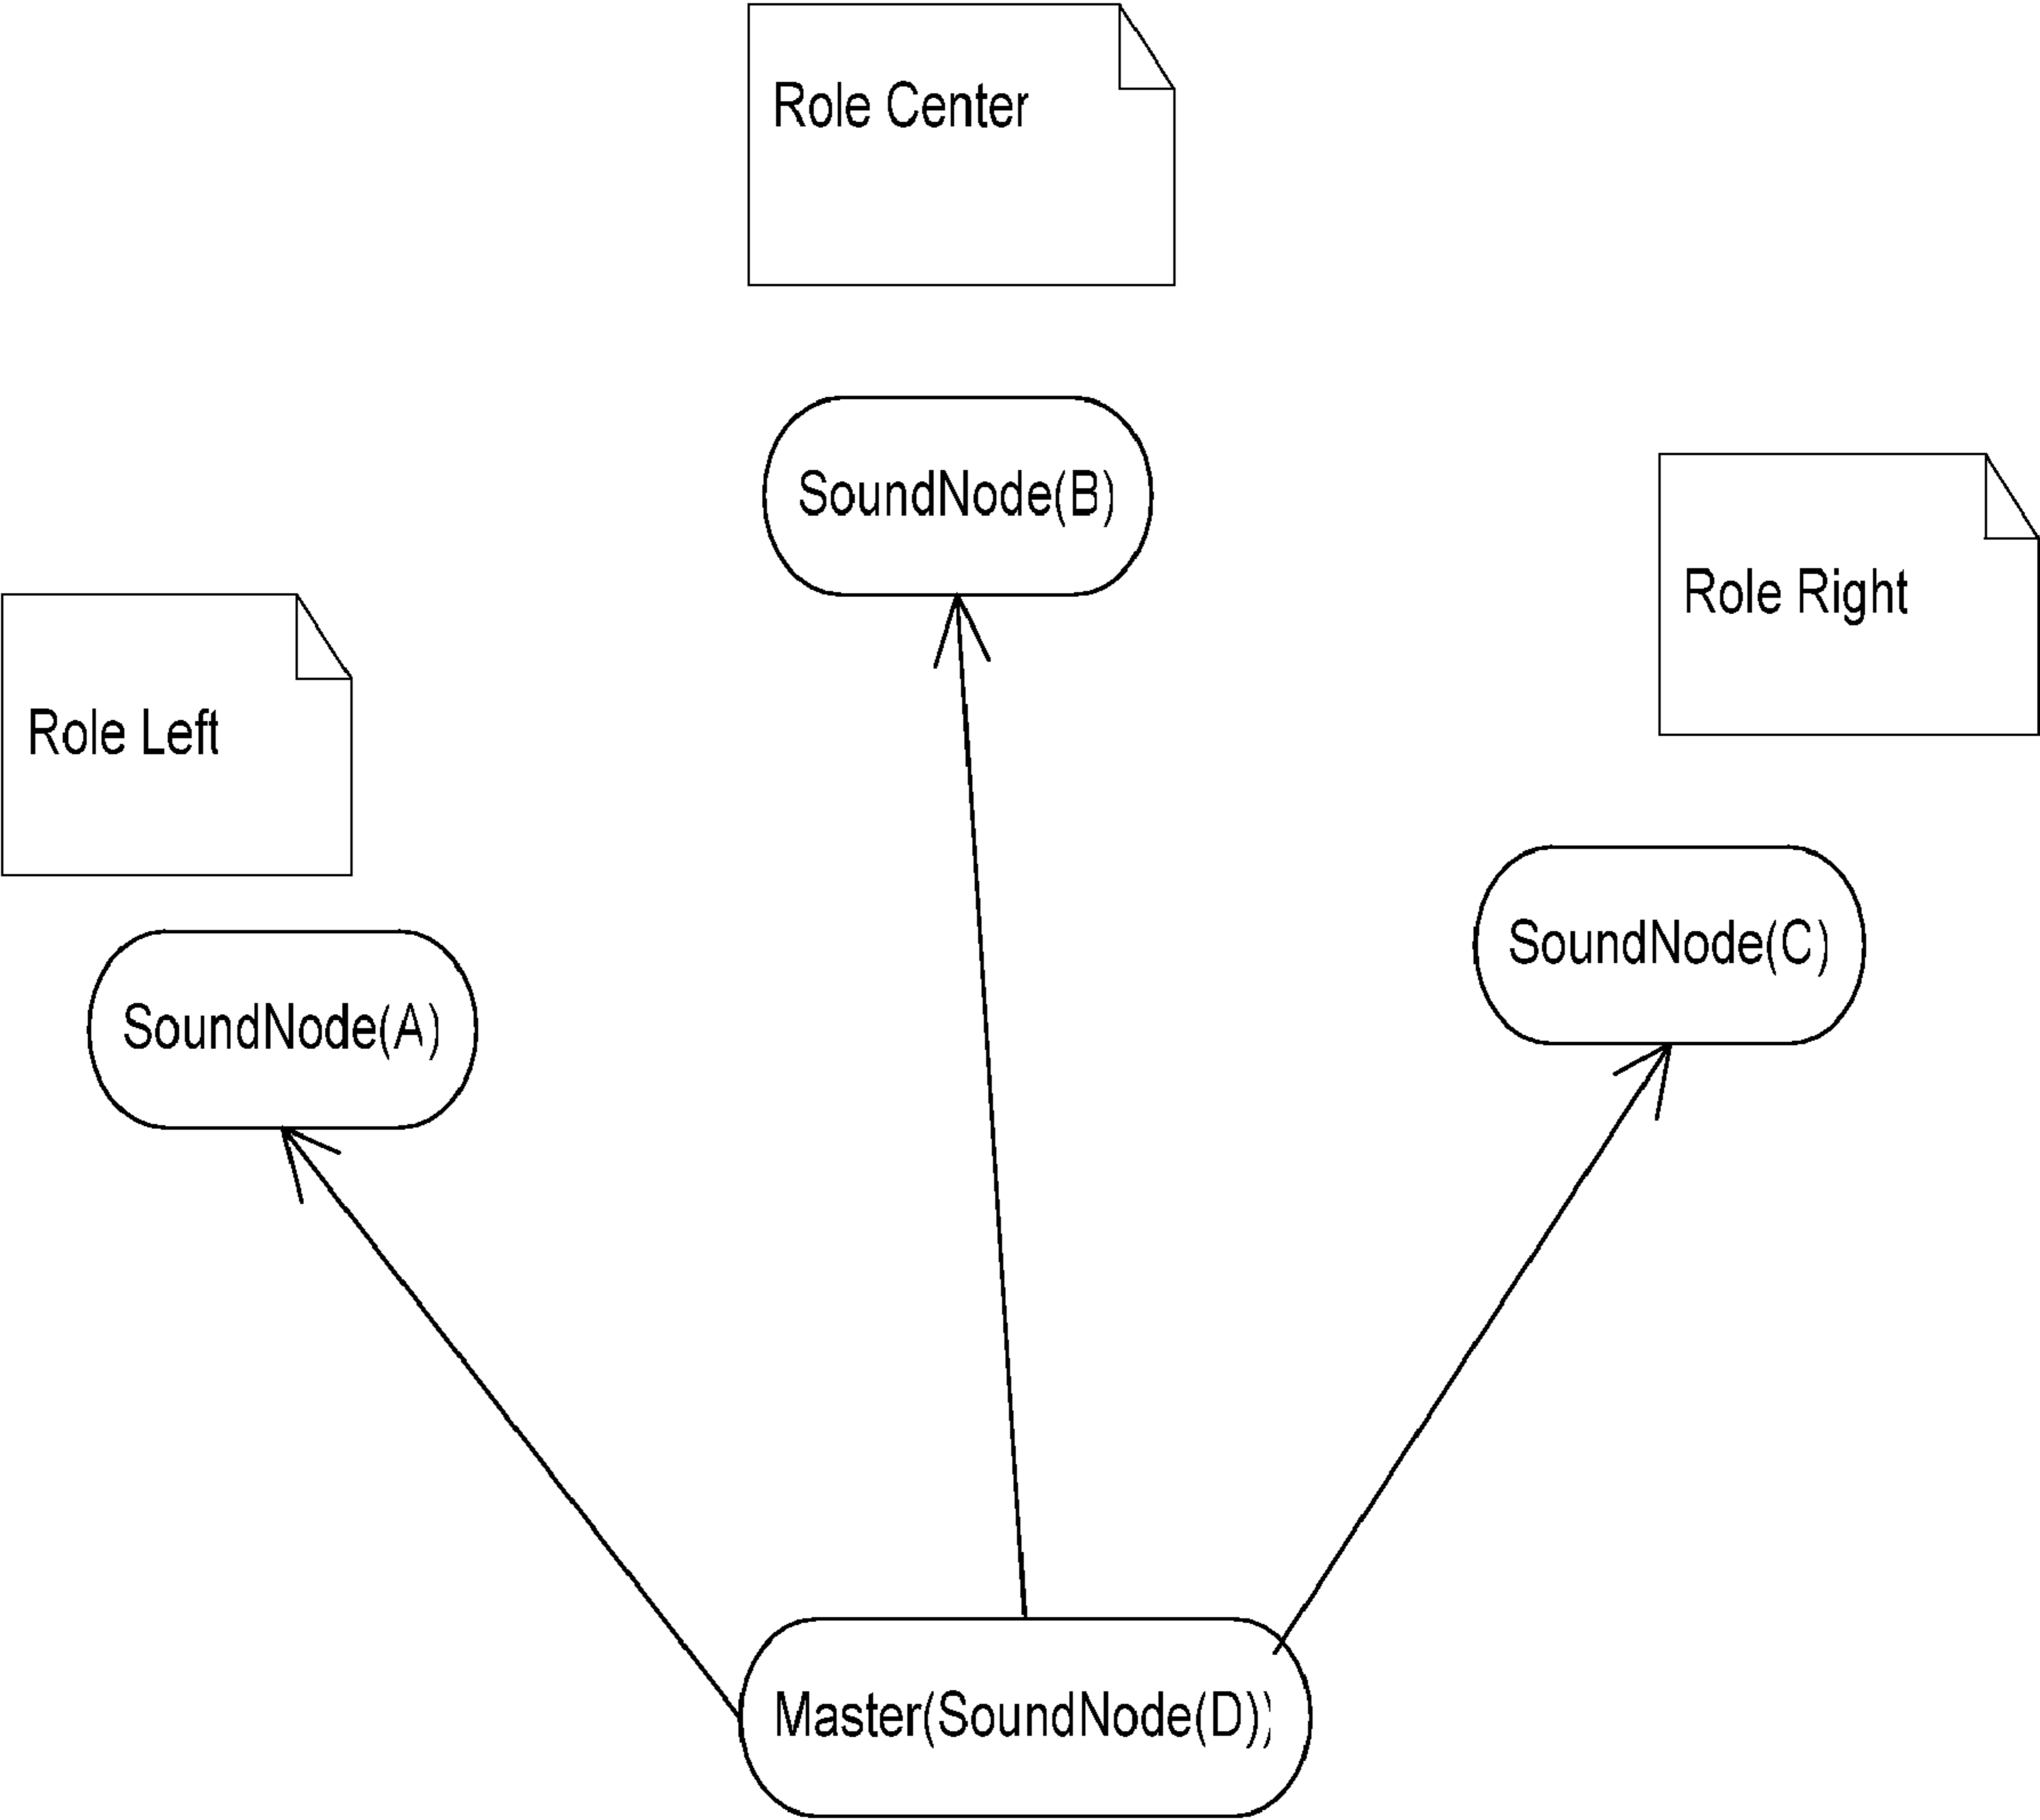 Role Center
SoundNode(B)
Role Right
Role Left
SoundNode(C)
SoundNode(A)
Master(SoundNode(D))